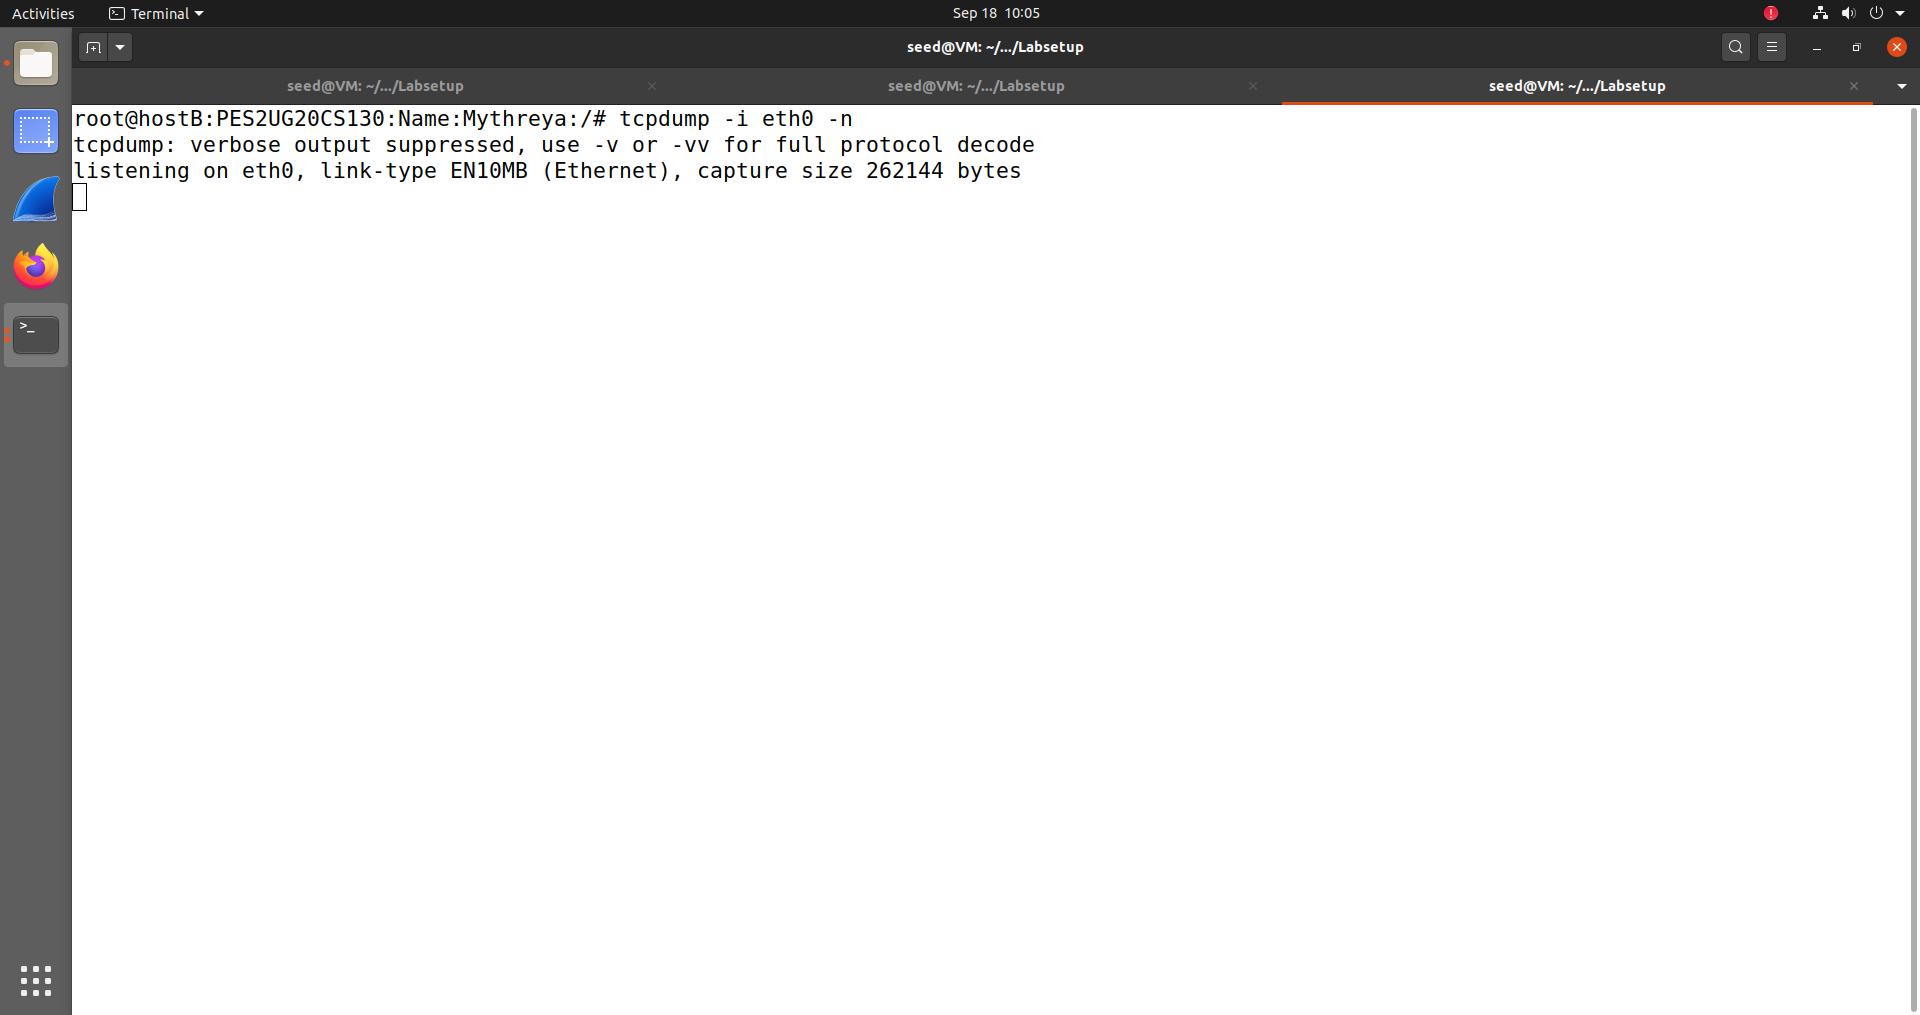 Activities
Terminal
Sep 18 10:05
seed@VM: ~/.../Labsetup
seed@VM: ~/.../Labsetup
seed@VM: ~/.../Labsetup
seed@VM: ~/.../Labsetup
root@hostB:PES2UG20CS130:Name:Mythreya:/# tcpdump -i eth0 -n
tcpdump: verbose output suppressed, use -v or -vv for full protocol decode
listening on eth0, link-type EN10MB (Ethernet), capture size 262144 bytes